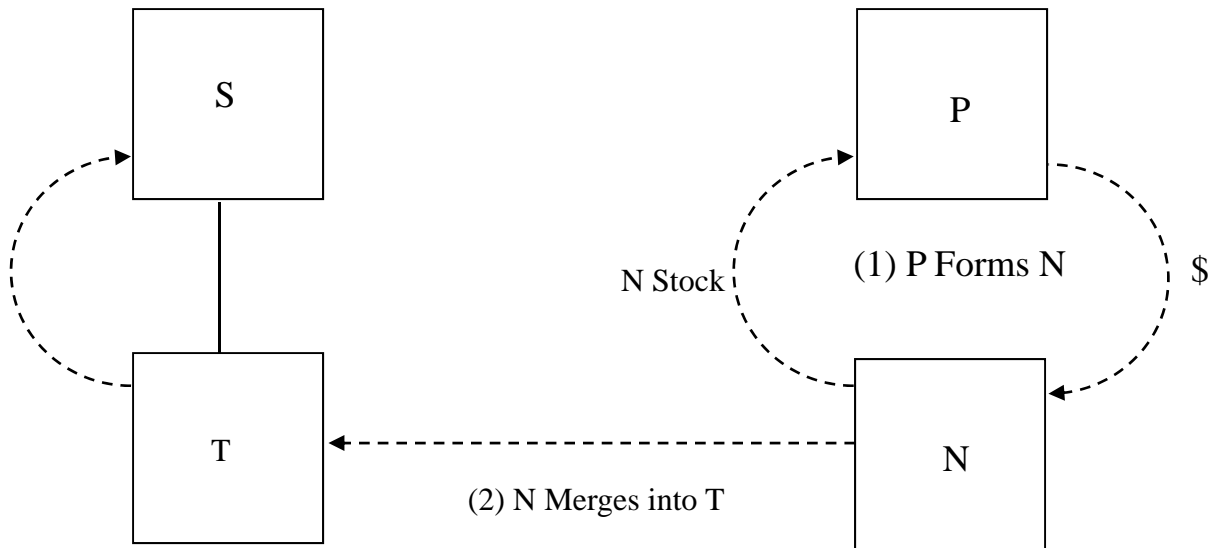 S
P
(1) P Forms N
N Stock
$
T
N
(2) N Merges into T